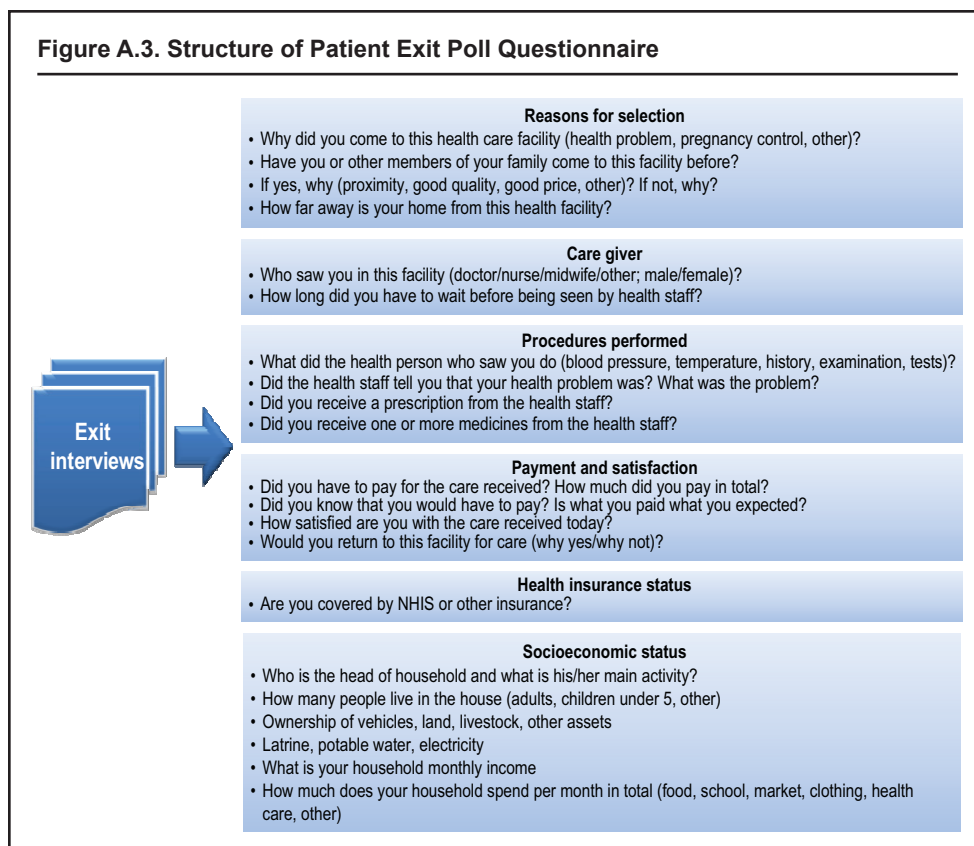 Figure A.3. Structure of Patient Exit Poll Questionnaire
Exit
interviews
Reasons for selection
• Why did you come to this health care facility (health problem, pregnancy control, other)?
• Have you or other members of your family come to this facility before?
• If yes, why (proximity, good quality, good price, other)? If not, why?
• How far away is your home from this health facility?
Care giver
• Who saw you in this facility (doctor/nurse/midwife/other; male/female)?
• How long did you have to wait before being seen by health staff?
Procedures performed
• What did the health person who saw you do (blood pressure, temperature, history, examination, tests)?
• Did the health staff tell you that your health problem was? What was the problem?
• Did you receive a prescription from the health staff?
• Did you receive one or more medicines from the health staff?
Payment and satisfaction
• Did you have to pay for the care received? How much did you pay in total?
• Did you know that you would have to pay? Is what you paid what you expected?
• How satisfied are you with the care received today?
• Would you return to this facility for care (why yes/why not)?
Health insurance status
• Are you covered by NHIS or other insurance?
Socioeconomic status
• Who is the head of household and what is his/her main activity?
• How many people live in the house (adults, children under 5, other)
• Ownership of vehicles, land, livestock, other assets
• Latrine, potable water, electricity
• What is your household monthly income
• How much does your household spend per month in total (food, school, market, clothing, health
care, other)